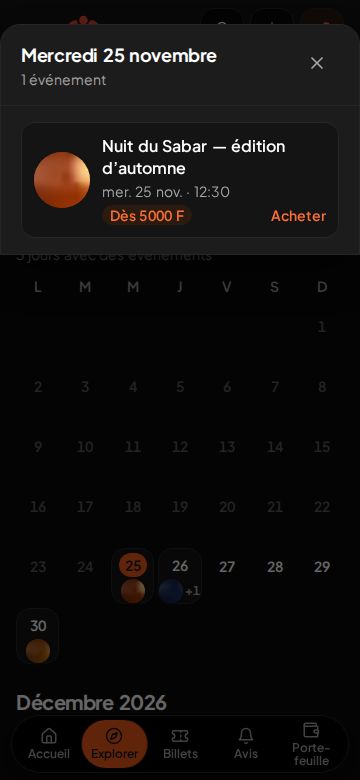 Mercredi 25 novembre
1 événement
Nuit du Sabar — édition
d’automne
mer. 25 nov. · 12:30
Dès 5000 F
Acheter
3 jours avec des événements
L M M J V S D
1
2 3 4 5 6 7 8
9 10 11 12 13 14 15
16 17 18 19 20 21 22
23 24 25 26 +1 27 28 29
30
Décembre 2026
Accueil Explorer Billets Avis Porte-
feuille